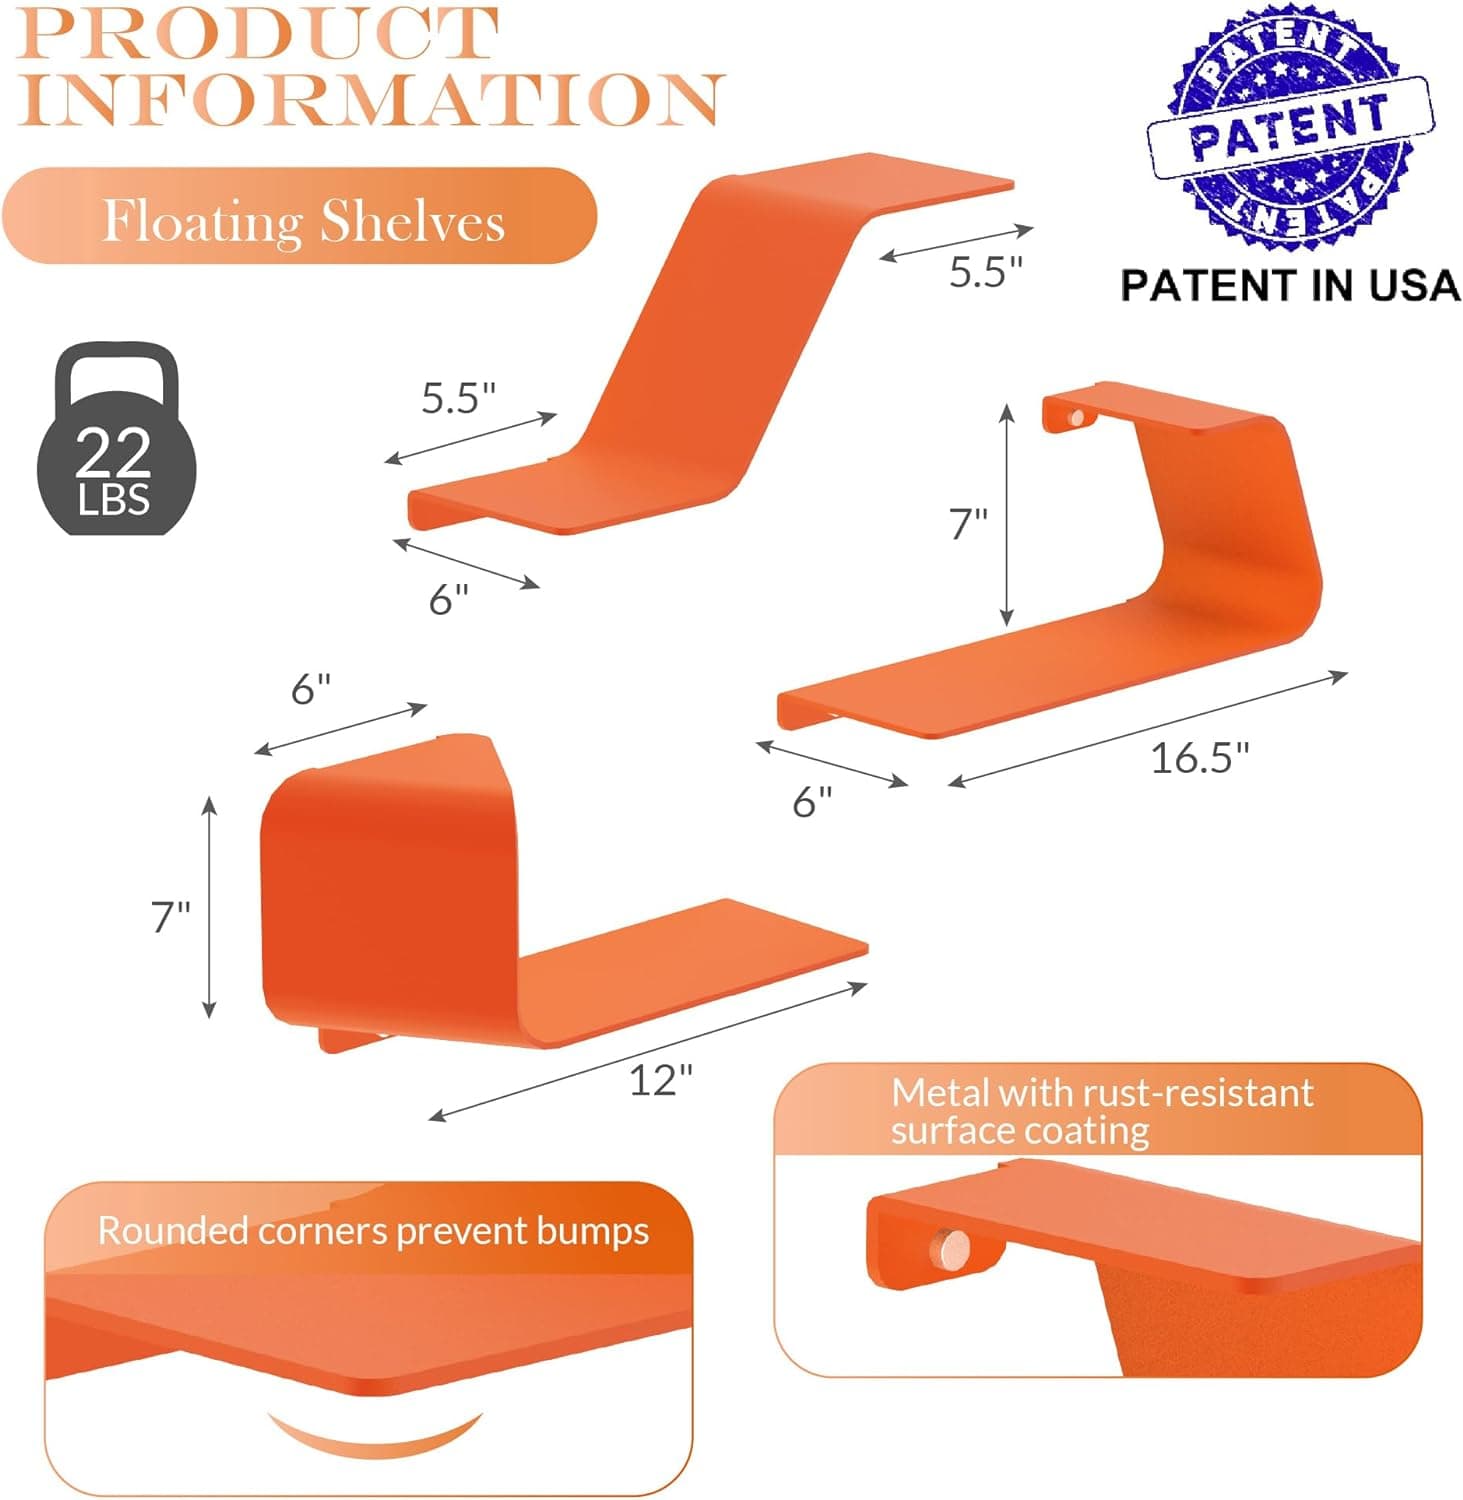 PRODUCT
INFORMATION
PATENT
PATENT
PATENT
PATENT IN USA
Floating Shelves
22
LBS
5.5"
5.5"
6"
7"
16.5"
6"
6"
7"
12"
Metal with rust-resistant
surface coating
Rounded corners prevent bumps